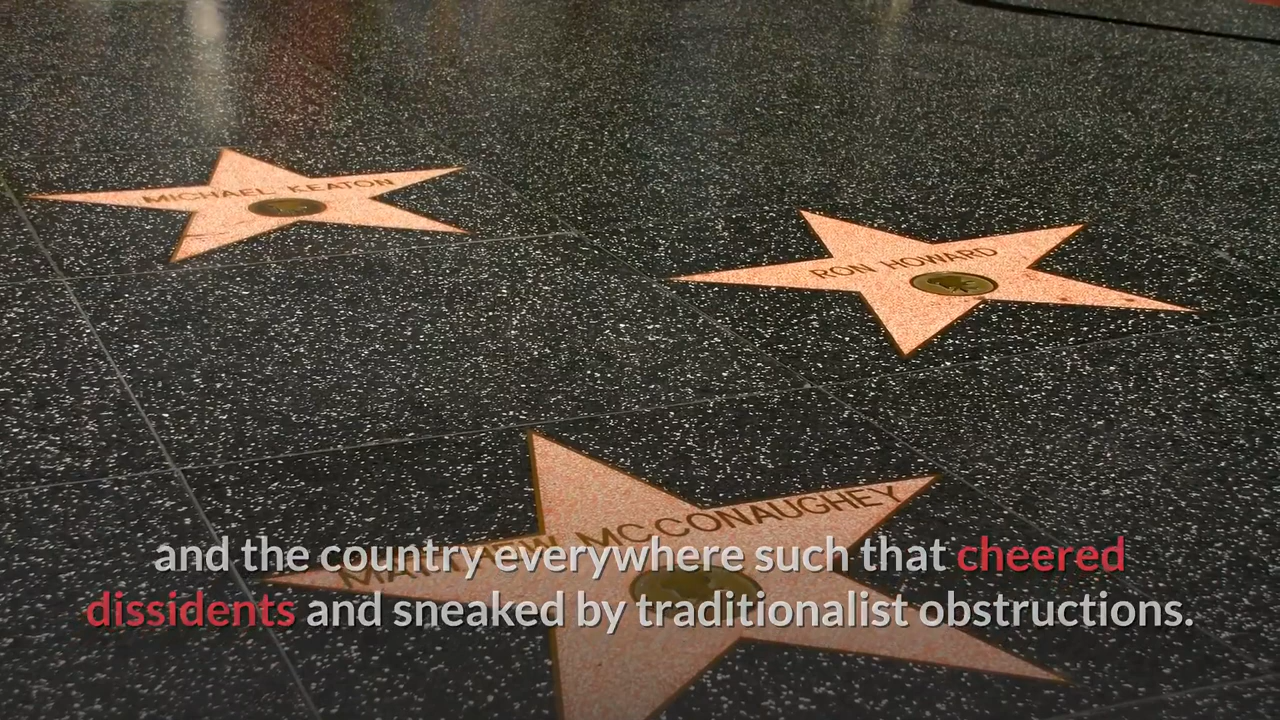 MICHAEL KEATON
RON HOWARD
MATTHEW MCCONAUGHEY
and the country everywhere such that cheered
dissidents and sneaked by traditionalist obstructions.